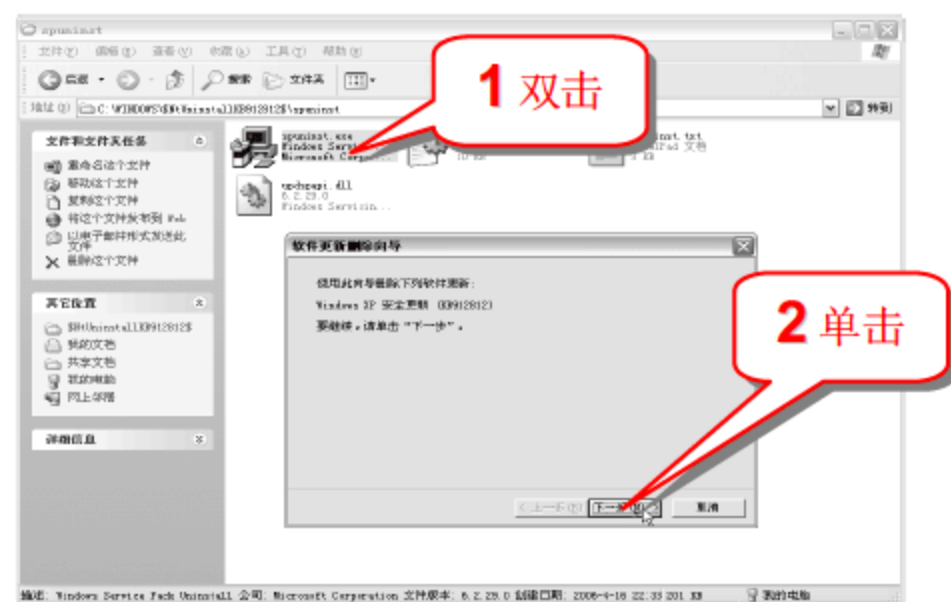 spuninst
文件(F) 编辑(E) 查看(V) 收藏(A) 工具(T) 帮助(H)
后退 搜索 文件夹
地址(D) C:\WINDOWS\$NtUninstallKB912812$\spuninst 转到
1 双击
文件和文件夹任务
重命名这个文件
移动这个文件
复制这个文件
将这个文件发布到 Web
以电子邮件形式发送此
文件
删除这个文件
其它位置
$NtUninstallKB912812$
我的文档
共享文档
我的电脑
网上邻居
详细信息
spuninst.exe
Windows Servi
Microsoft Corporat...
10 KB
inst.txt
Pad 文档
3 KB
updspapi.dll
6.2.29.0
Windows Servicin...
软件更新删除向导
使用此向导删除下列软件更新:
Windows XP 安全更新 (KB912812)
要继续,请单击“下一步”。
2 单击
<上一步(B) 下一步(N)> 取消
描述: Windows Service Pack Uninstall 公司: Microsoft Corporation 文件版本: 6.2.29.0 创建日期: 2006-4-16 22:33 201 KB 我的电脑